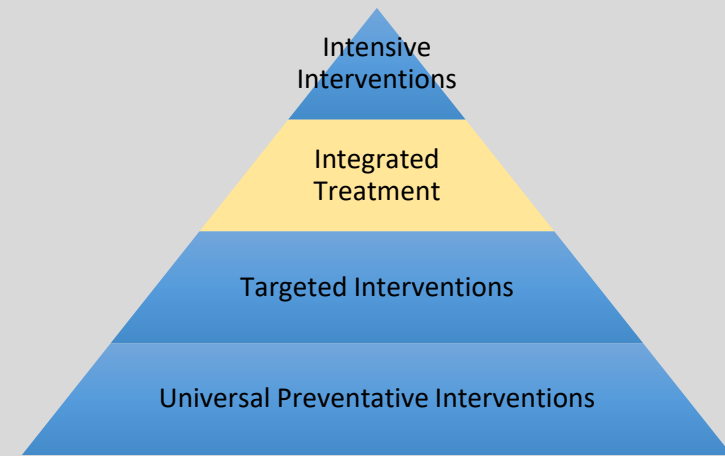 Intensive
Interventions
Integrated
Treatment
Targeted Interventions
Universal Preventative Interventions